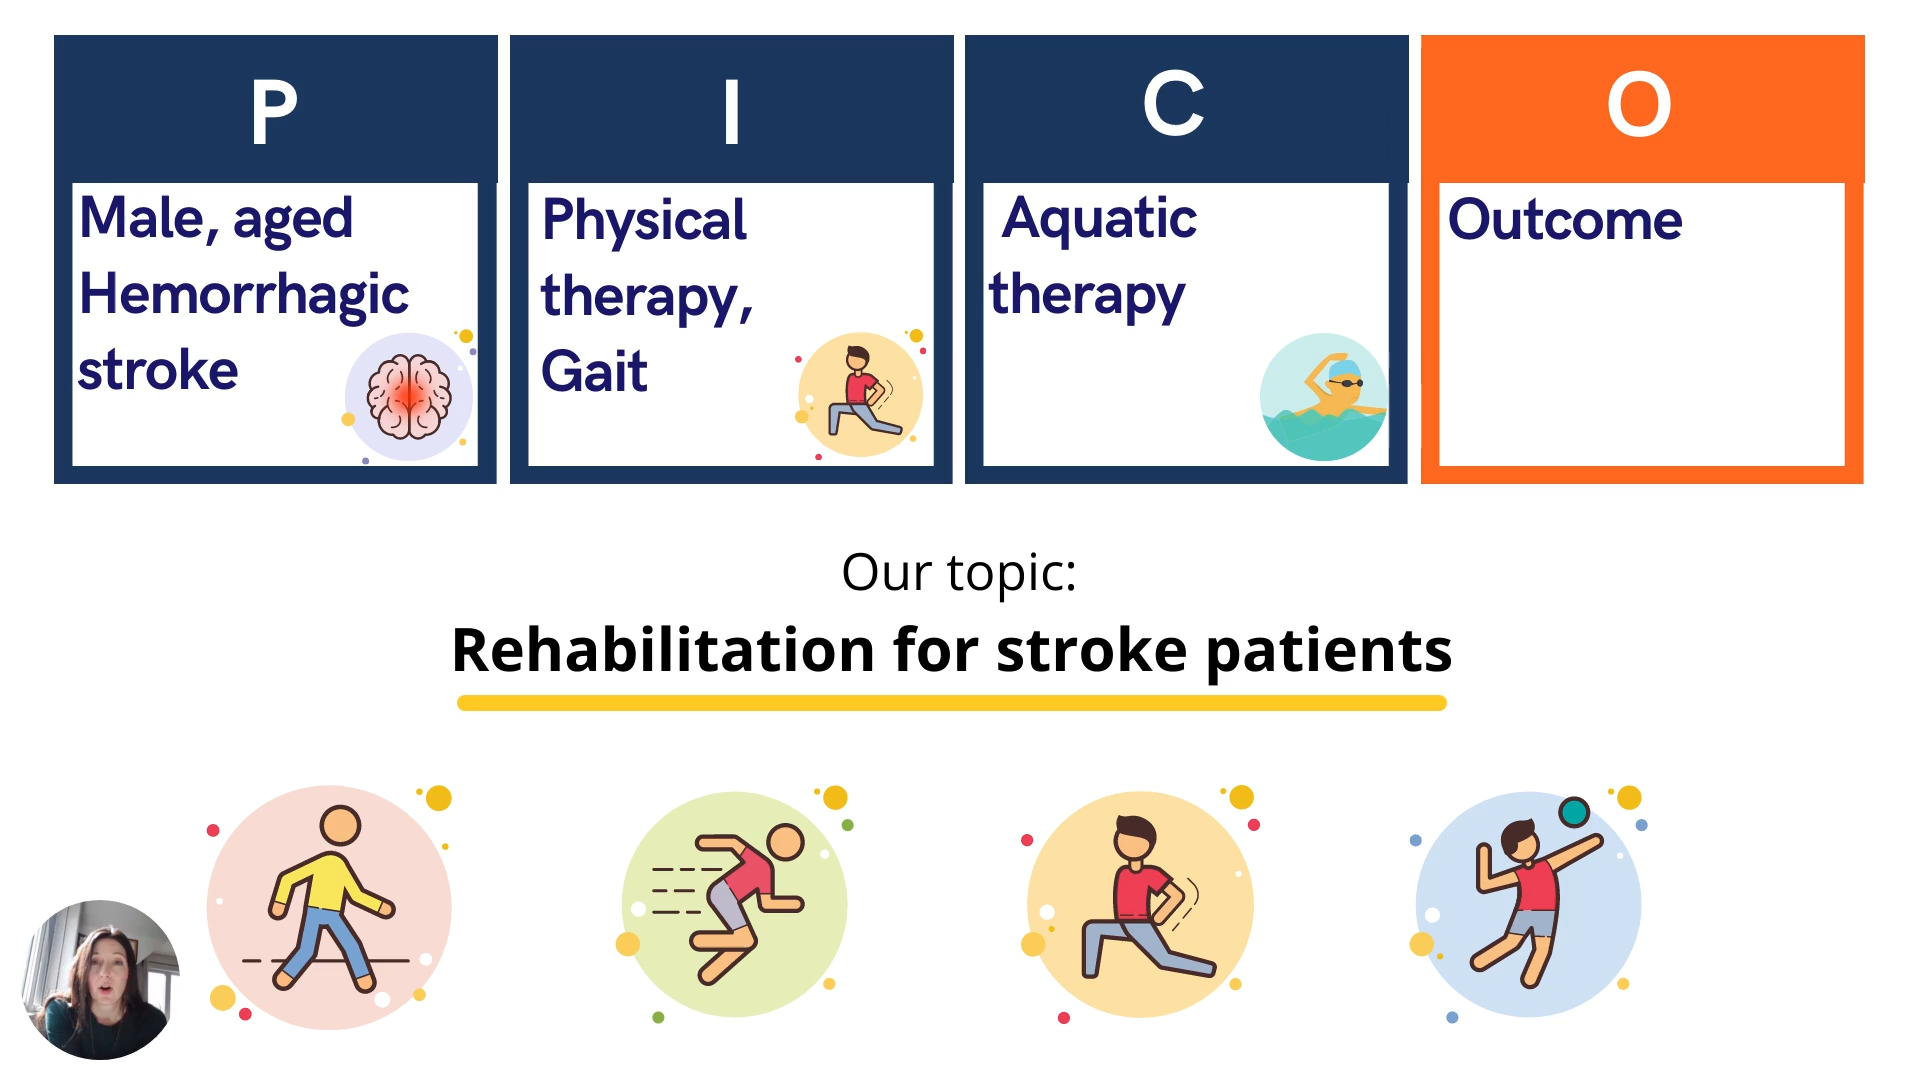 P
Male, aged
Hemorrhagic
stroke
I
Physical
therapy,
Gait
C
Aquatic
therapy
O
Outcome
Our topic:
Rehabilitation for stroke patients